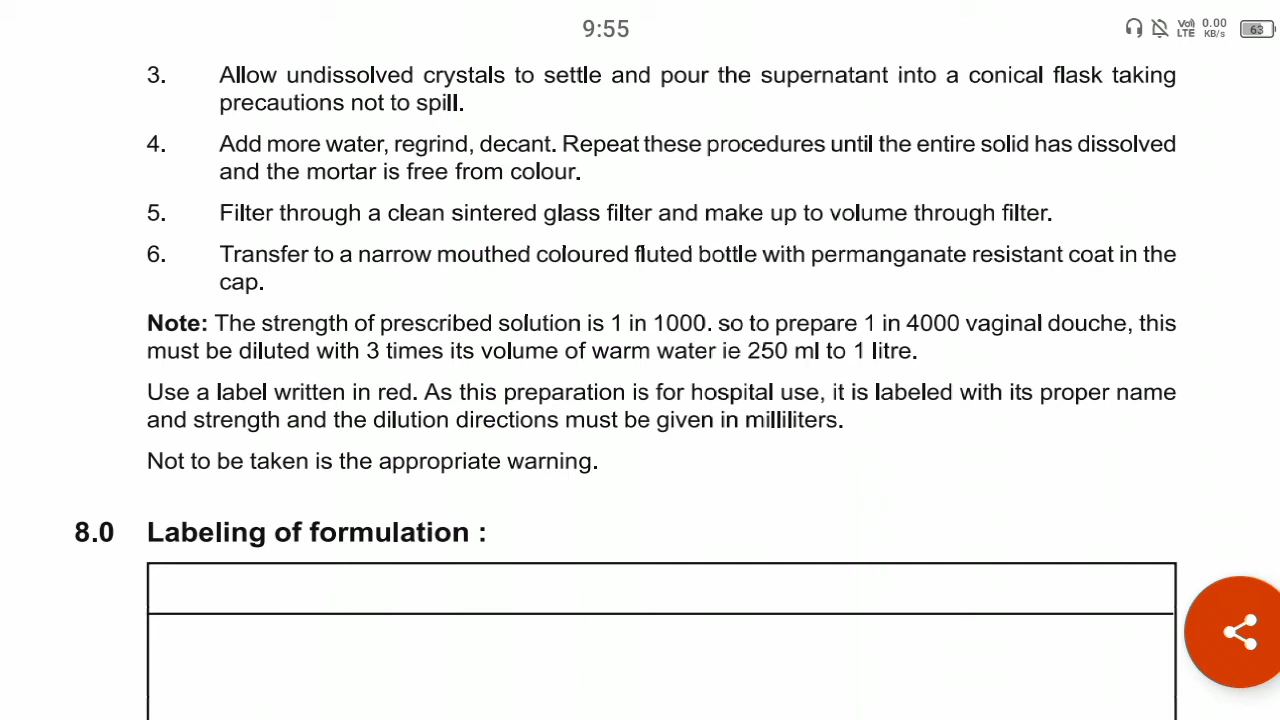 9:55
Vo) LTE 0.00 KB/s 63
3. Allow undissolved crystals to settle and pour the supernatant into a conical flask taking
precautions not to spill.
4. Add more water, regrind, decant. Repeat these procedures until the entire solid has dissolved
and the mortar is free from colour.
5. Filter through a clean sintered glass filter and make up to volume through filter.
6. Transfer to a narrow mouthed coloured fluted bottle with permanganate resistant coat in the
cap.
Note: The strength of prescribed solution is 1 in 1000. so to prepare 1 in 4000 vaginal douche, this
must be diluted with 3 times its volume of warm water ie 250 ml to 1 litre.
Use a label written in red. As this preparation is for hospital use, it is labeled with its proper name
and strength and the dilution directions must be given in milliliters.
Not to be taken is the appropriate warning.
8.0 Labeling of formulation :